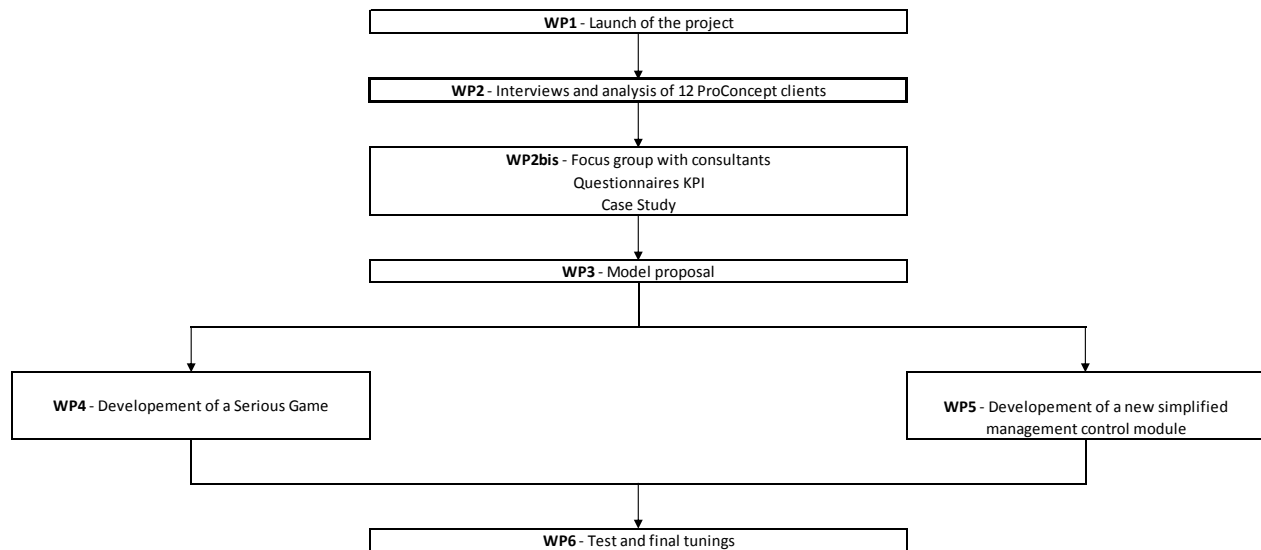 WP1 - Launch of the project
WP2 - Interviews and analysis of 12 ProConcept clients
WP2bis - Focus group with consultants
Questionnaires KPI
Case Study
WP3 - Model proposal
WP4 - Developement of a Serious Game
WP5 - Developement of a new simplified
management control module
WP6 - Test and final tunings